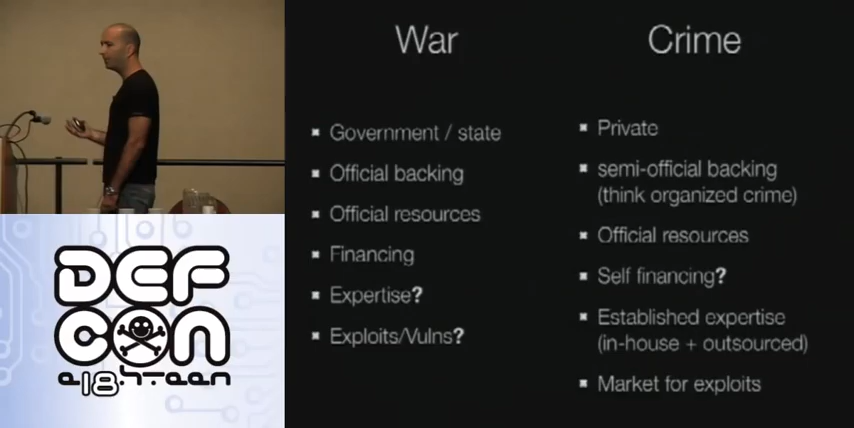 War
Government / state
Official backing
Official resources
Financing
Expertise?
Exploits/Vulns?
Crime
Private
semi-official backing
(think organized crime)
Official resources
Self financing?
Established expertise
(in-house + outsourced)
Market for exploits
DEF
CON
e18hteen